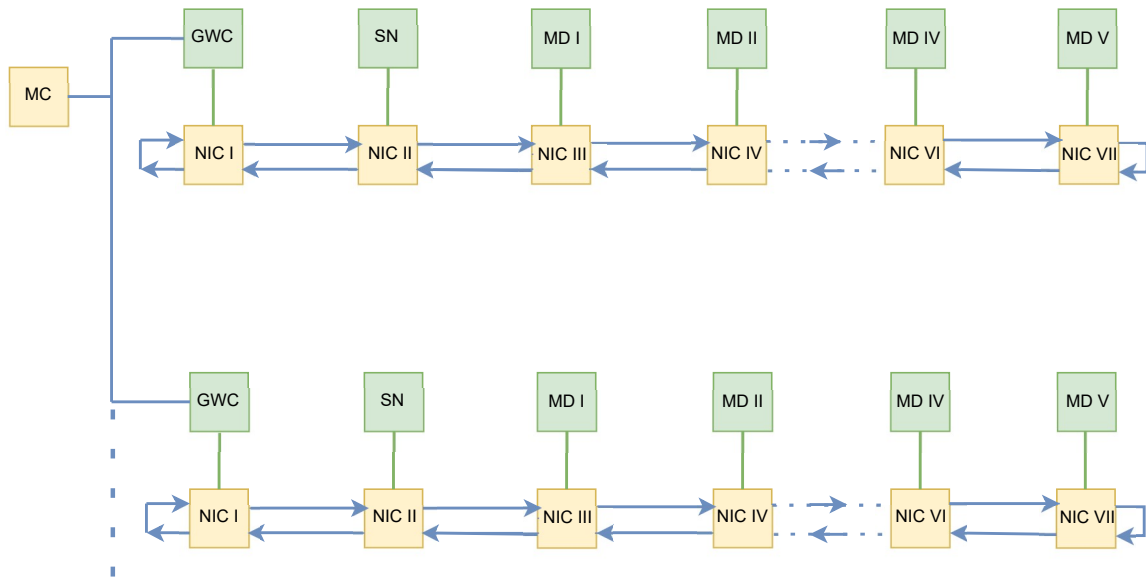 GWC
SN
MD I
MD II
MD IV
MD V
MC
NIC I
NIC II
NIC III
NIC IV
NIC VI
NIC VII
GWC
SN
MD I
MD II
MD IV
MD V
NIC I
NIC II
NIC III
NIC IV
NIC VI
NIC VII